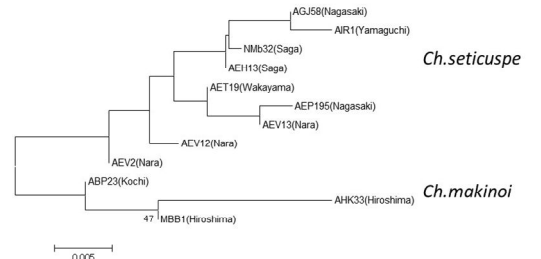 AGJ58(Nagasaki)
AIR1(Yamaguchi)
NMb32(Saga)
Ch.seticuspe
AEH13(Saga)
AET19(Wakayama)
AEP195(Nagasaki)
AEV13(Nara)
AEV12(Nara)
AEV2(Nara)
ABP23(Kochi)
Ch.makinoi
AHK33(Hiroshima)
47 MBB1(Hiroshima)
0.005